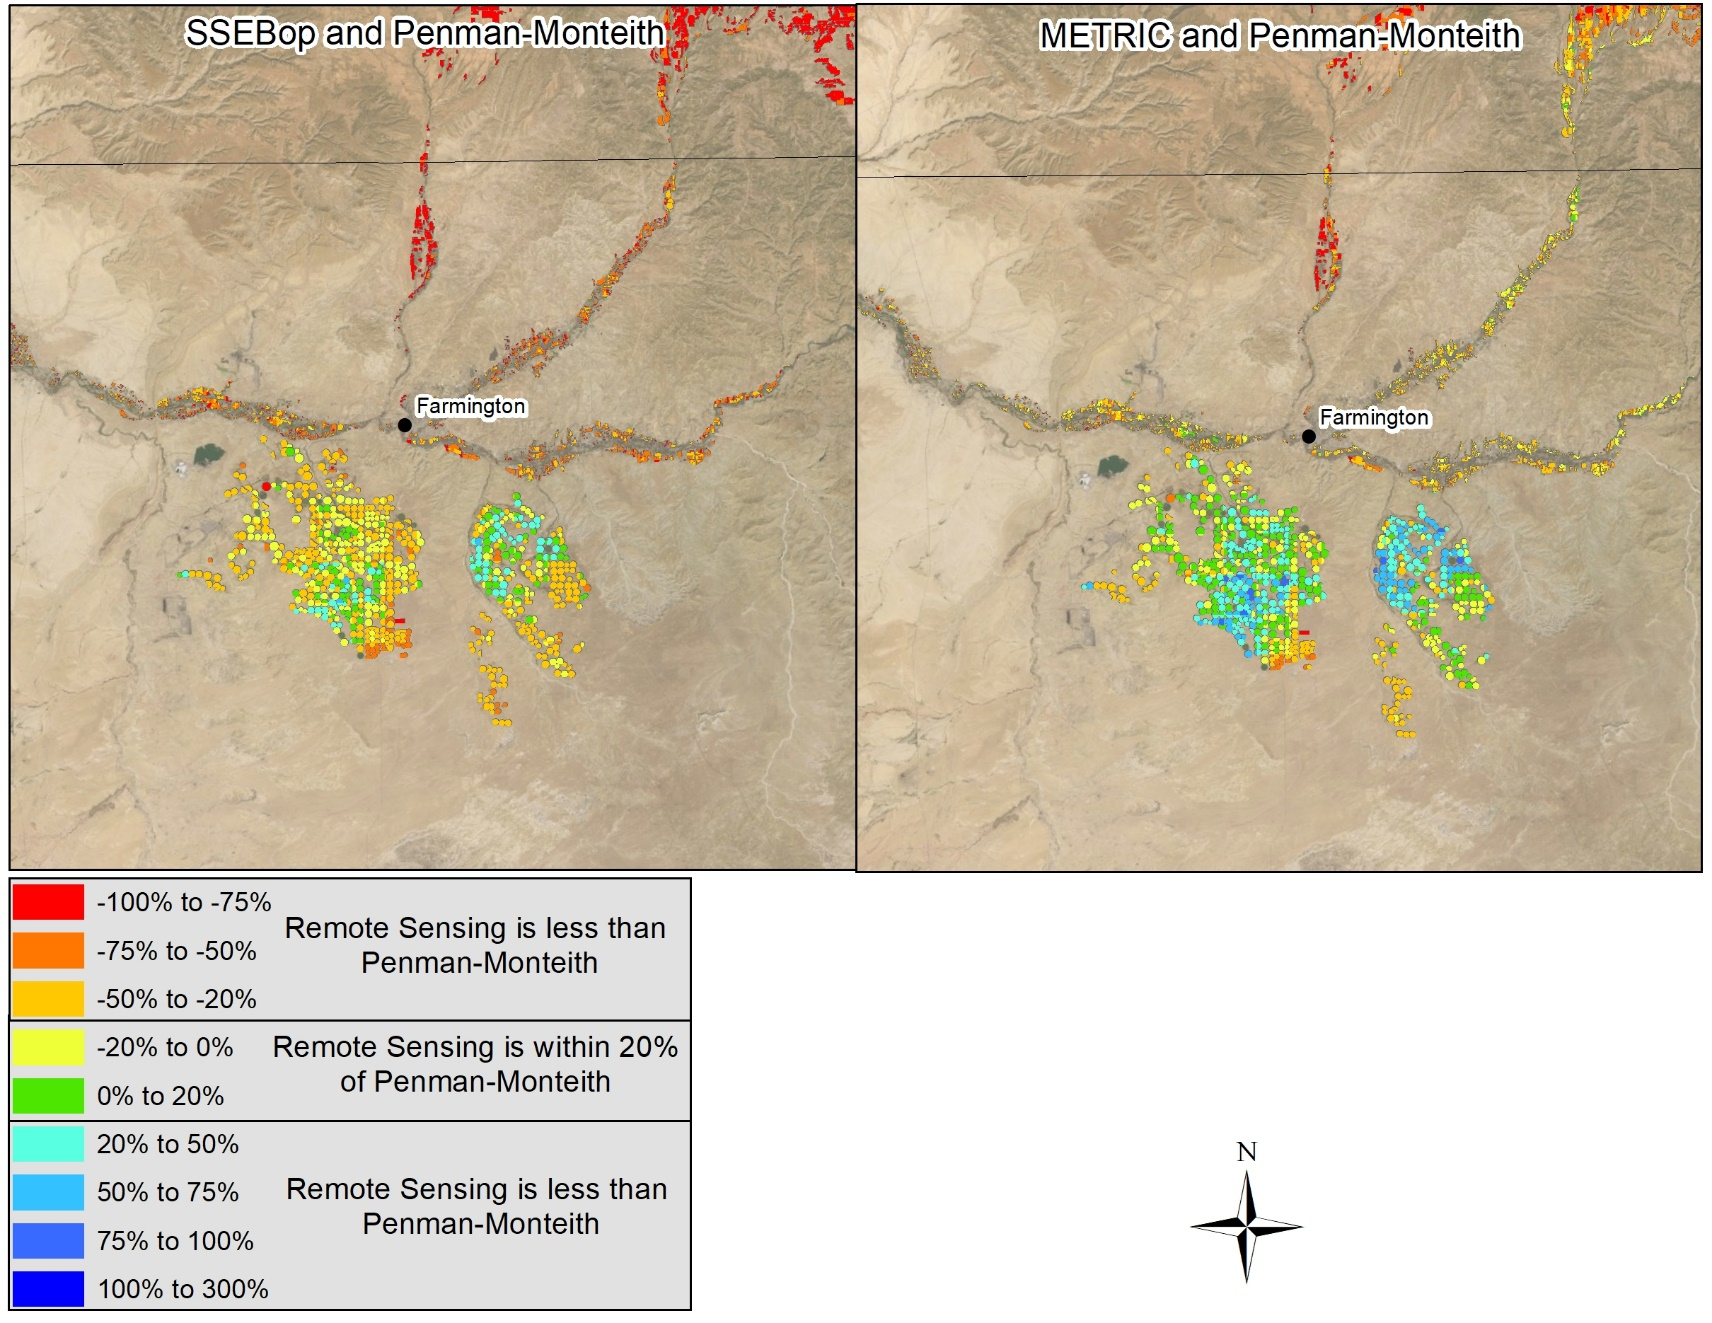 SSEBop and Penman-Monteith
METRIC and Penman-Monteith
Farmington
Farmington
-100% to -75%
-75% to -50%
-50% to -20%
Remote Sensing is less than
Penman-Monteith
-20% to 0%
0% to 20%
Remote Sensing is within 20%
of Penman-Monteith
20% to 50%
50% to 75%
75% to 100%
100% to 300%
Remote Sensing is less than
Penman-Monteith
N